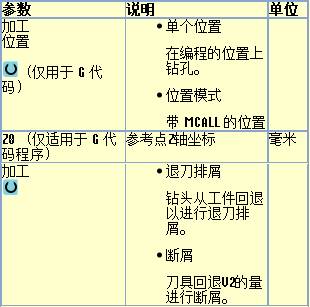 参数 说明 单位
加工
位置
（仅用于 G 代
码）
• 单个位置
在编程的位置上
钻孔。
• 位置模式
带 MCALL 的位置
Z0 （仅适用于 G 代
码程序）
参考点Z轴坐标
毫米
加工
• 退刀排屑
钻头从工件回退
以进行退刀排
屑。
• 断屑
刀具回退V2的量
进行断屑。